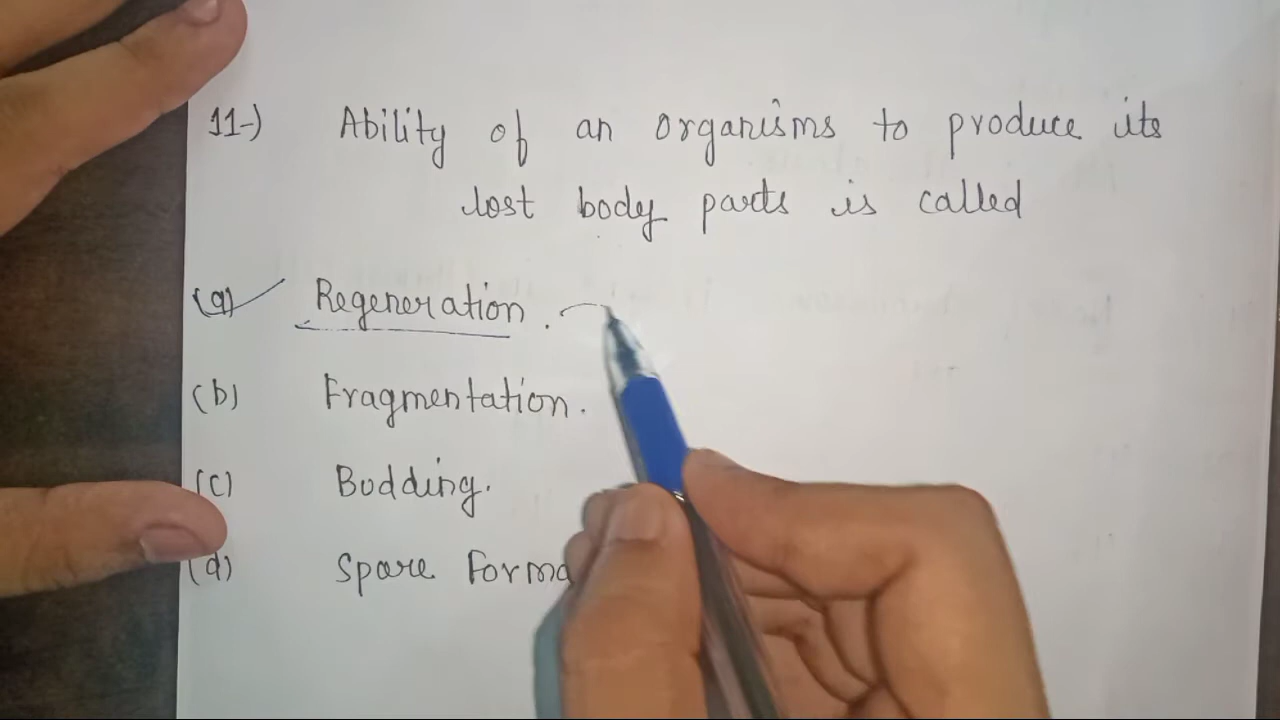 11-) Ability of an organisms to produce its
lost body parts is called
(a) Regeneration.
(b) Fragmentation.
(c) Budding.
(d) Spore Forma